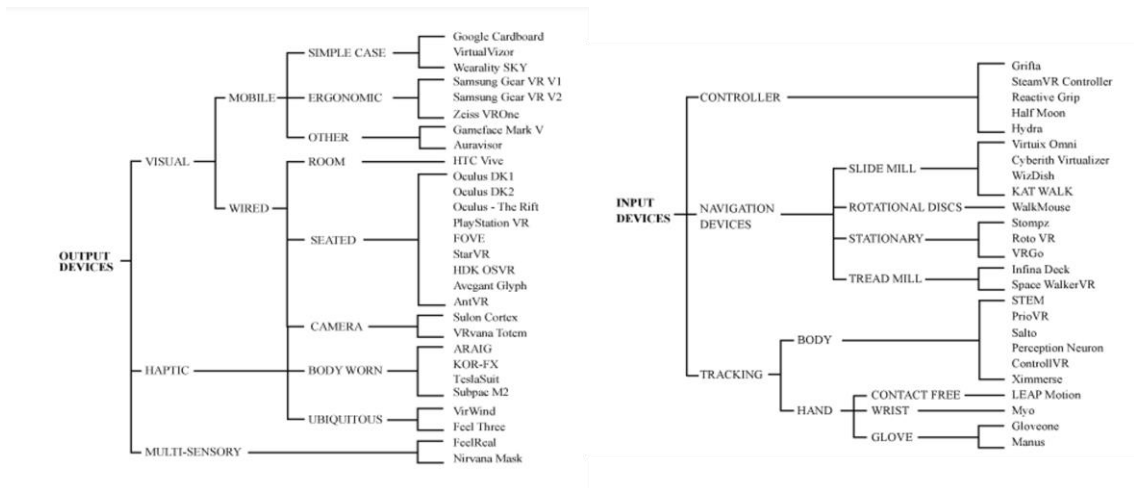 OUTPUT
DEVICES
VISUAL
MOBILE
SIMPLE CASE
Google Cardboard
VirtualVizor
Wearality SKY
ERGONOMIC
Samsung Gear VR V1
Samsung Gear VR V2
Zeiss VROne
OTHER
Gameface Mark V
Auravisor
WIRED
ROOM
HTC Vive
SEATED
Oculus DK1
Oculus DK2
Oculus - The Rift
PlayStation VR
FOVE
StarVR
HDK OSVR
Avegant Glyph
AntVR
CAMERA
Sulon Cortex
VRvana Totem
HAPTIC
BODY WORN
ARAIG
KOR-FX
TeslaSuit
Subpac M2
UBIQUITOUS
VirWind
Feel Three
MULTI-SENSORY
FeelReal
Nirvana Mask
INPUT
DEVICES
CONTROLLER
Grifta
SteamVR Controller
Reactive Grip
Half Moon
Hydra
NAVIGATION
DEVICES
SLIDE MILL
Virtuix Omni
Cyberith Virtualizer
WizDish
KAT WALK
ROTATIONAL DISCS
WalkMouse
STATIONARY
Stompz
Roto VR
VRGo
TREAD MILL
Infina Deck
Space WalkerVR
TRACKING
BODY
STEM
PrioVR
Salto
Perception Neuron
ControllVR
Ximmerse
HAND
CONTACT FREE
LEAP Motion
WRIST
Myo
GLOVE
Gloveone
Manus